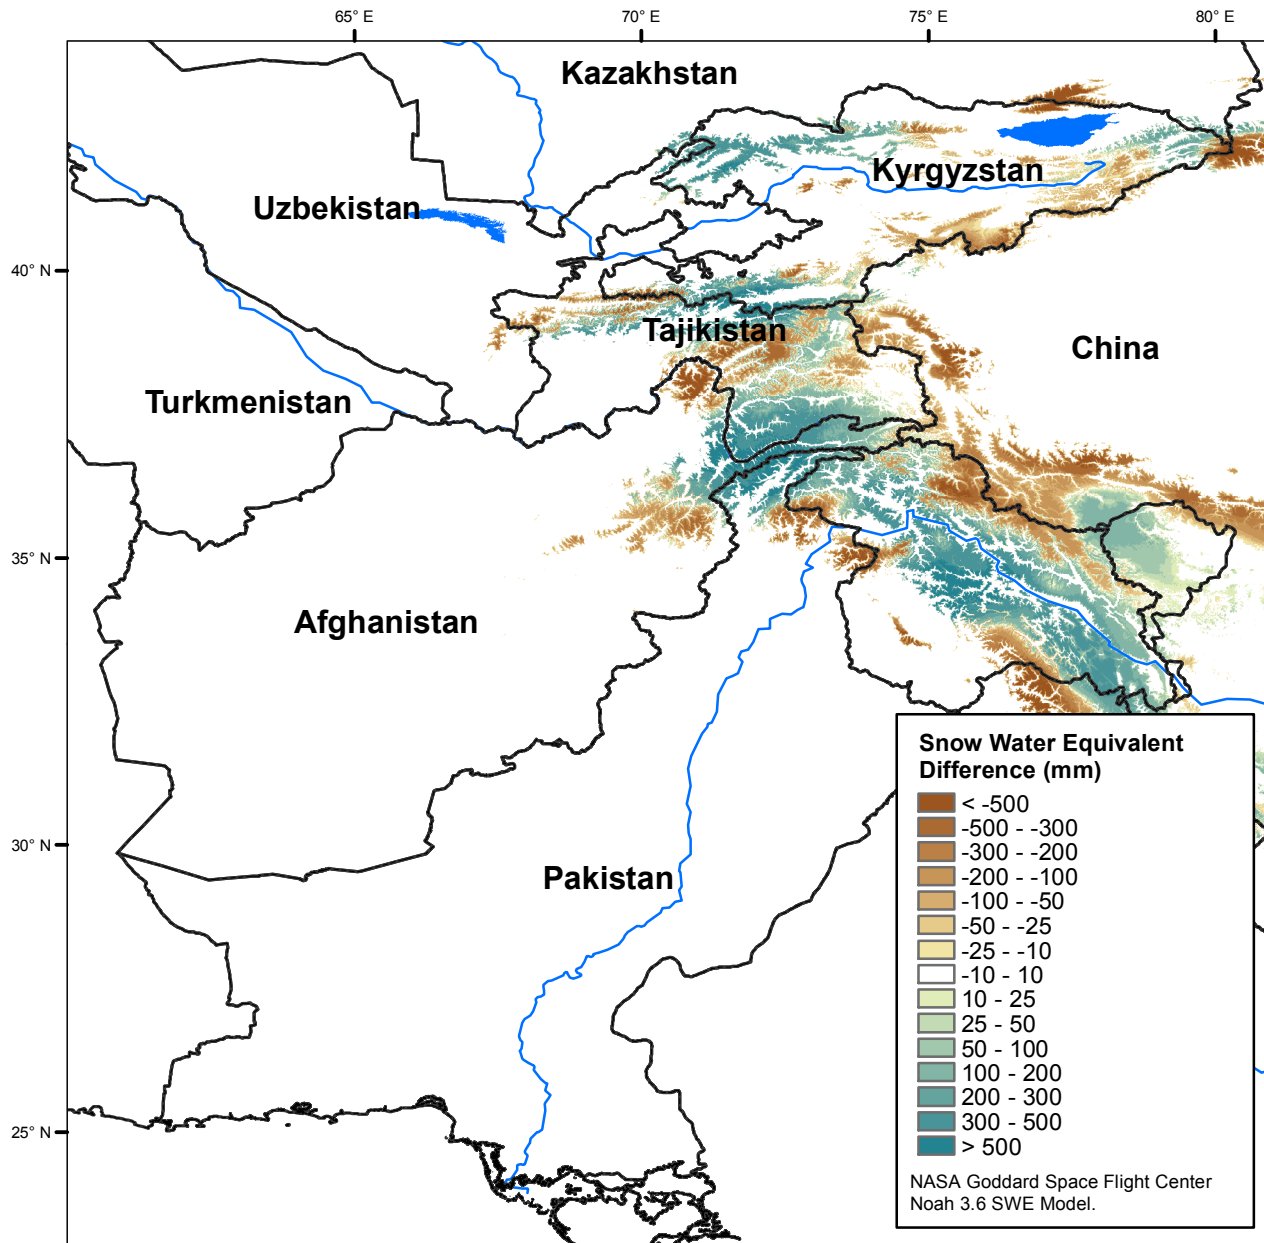 65° E
70° E
75° E
80° E
Kazakhstan
Kyrgyzstan
Uzbekistan
40° N
Tajikistan
China
Turkmenistan
35° N
Afghanistan
Snow Water Equivalent
Difference (mm)
< -500
-500 - -300
-300 - -200
-200 - -100
-100 - -50
-50 - -25
-25 - -10
-10 - 10
10 - 25
25 - 50
50 - 100
100 - 200
200 - 300
300 - 500
> 500
NASA Goddard Space Flight Center
Noah 3.6 SWE Model.
30° N
Pakistan
25° N